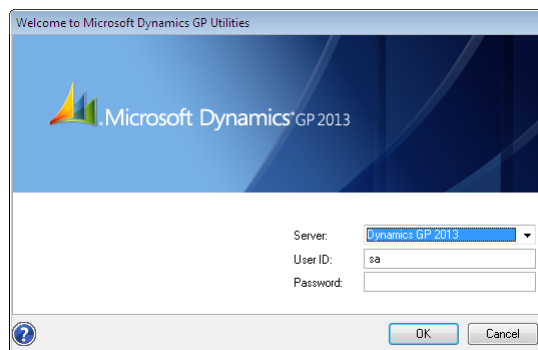 Welcome to Microsoft Dynamics GP Utilities
Microsoft Dynamics® GP 2013
Server: Dynamics GP 2013
User ID: sa
Password:
? OK Cancel